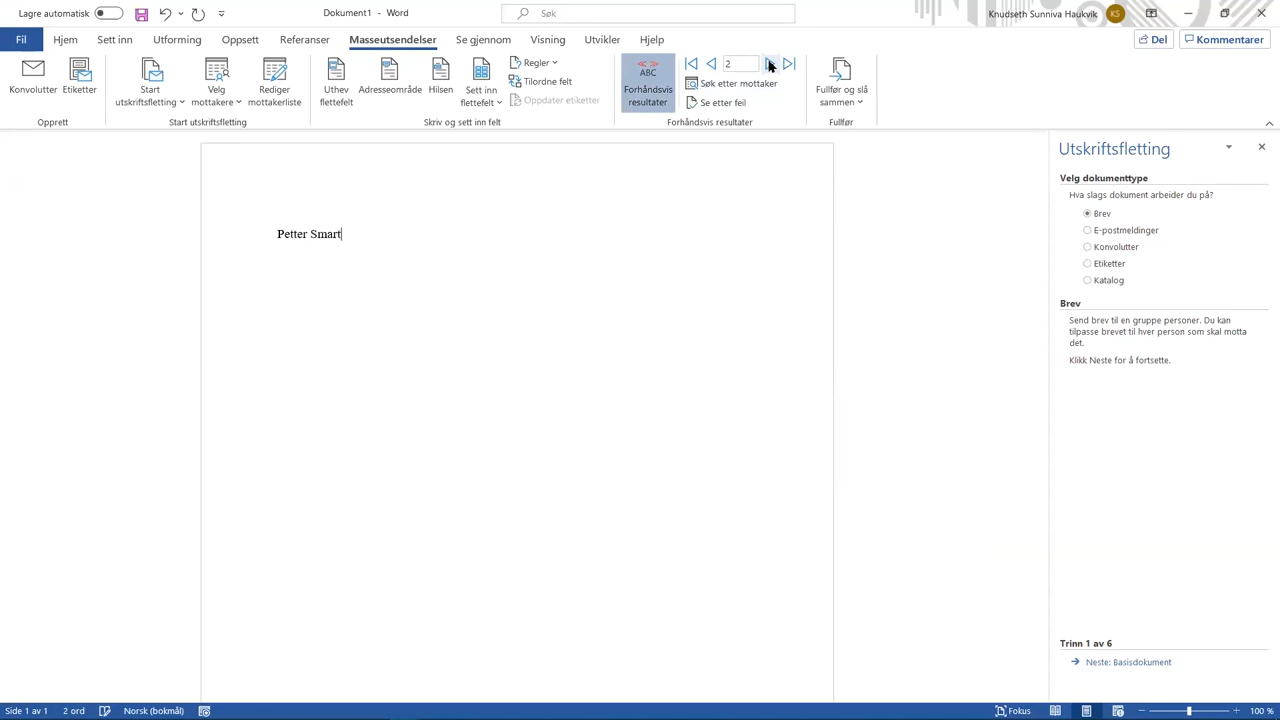 Lagre automatisk
Dokument1 - Word
Søk
Knudseth Sunniva Haukvik
KS
Fil
Hjem
Sett inn
Utforming
Oppsett
Referanser
Masseutsendelser
Se gjennom
Visning
Utvikler
Hjelp
Del
Kommentarer
Konvolutter
Etiketter
Opprett
Start
utskriftsfletting
Velg
mottakere
Rediger
mottakerliste
Start utskriftsfletting
Uthev
flettefelt
Adresseområde
Hilsen
Sett inn
flettefelt
Regler
Tilordne felt
Oppdater etiketter
Skriv og sett inn felt
ABC
Forhåndsvis
resultater
2
Søk etter mottaker
Se etter feil
Forhåndsvis resultater
Fullfør og slå
sammen
Fullfør
Petter Smart
Utskriftsfletting
Velg dokumenttype
Hva slags dokument arbeider du på?
Brev
E-postmeldinger
Konvolutter
Etiketter
Katalog
Brev
Send brev til en gruppe personer. Du kan
tilpasse brevet til hver person som skal motta
det.
Klikk Neste for å fortsette.
Trinn 1 av 6
Neste: Basisdokument
Side 1 av 1
2 ord
Norsk (bokmål)
Fokus
100 %